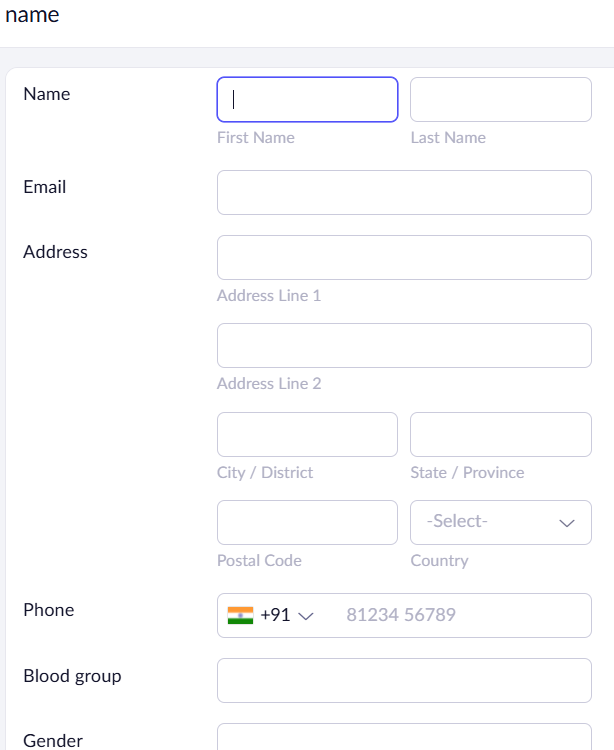 name
Name
First Name Last Name
Email
Address
Address Line 1
Address Line 2
City / District State / Province
-Select-
Postal Code Country
Phone +91 81234 56789
Blood group
Gender